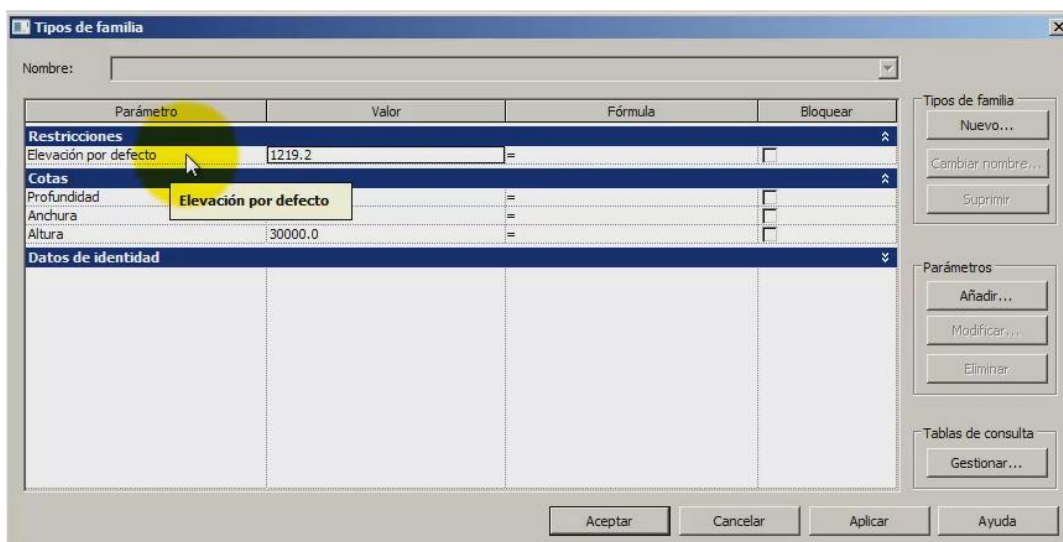 Tipos de familia
Nombre:
Parámetro Valor Fórmula Bloquear
Restricciones
Elevación por defecto 1219.2 =
Cotas
Profundidad =
Elevación por defecto
Anchura =
Altura 30000.0 =
Datos de identidad
Tipos de familia
Nuevo...
Cambiar nombre...
Suprimir
Parámetros
Añadir...
Modificar...
Eliminar
Tablas de consulta
Gestionar...
Aceptar Cancelar Aplicar Ayuda